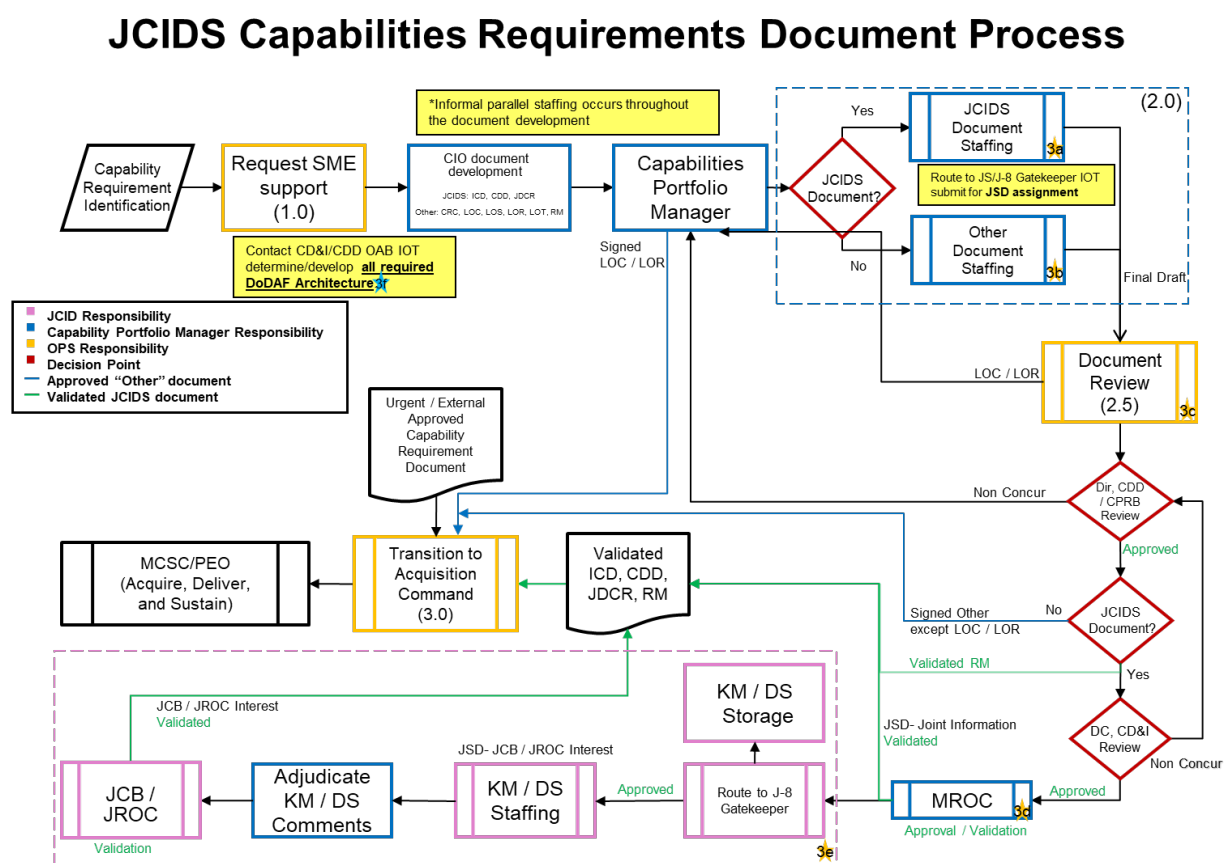 JCIDS Capabilities Requirements Document Process
*Informal parallel staffing occurs throughout
the document development
(2.0)
Capability
Requirement
Identification
Request SME
support
(1.0)
CIO document
development
JCIDS: ICD, CDD, JDCR
Other: CRC, LOC, LOS, LOR, LOT, RM
Capabilities
Portfolio
Manager
JCIDS
Document?
Yes
No
JCIDS
Document
Staffing
3a
Route to JS/J-8 Gatekeeper IOT
submit for JSD assignment
Other
Document
Staffing
3b
Final Draft
Contact CD&I/CDD OAB IOT
determine/develop all required
DoDAF Architecture
3f
Signed
LOC / LOR
JCID Responsibility
Capability Portfolio Manager Responsibility
OPS Responsibility
Decision Point
Approved “Other” document
Validated JCIDS document
LOC / LOR
Document
Review
(2.5)
3c
Urgent / External
Approved
Capability
Requirement
Document
Non Concur
Dir, CDD
/ CPRB
Review
Approved
MCSC/PEO
(Acquire, Deliver,
and Sustain)
Transition to
Acquisition
Command
(3.0)
Validated
ICD, CDD,
JDCR, RM
Signed Other
except LOC / LOR
No
JCIDS
Document?
Validated RM
Yes
JCB / JROC Interest
Validated
KM / DS
Storage
JSD- Joint Information
Validated
DC, CD&I
Review
Non Concur
JSD- JCB / JROC Interest
JCB /
JROC
Validation
Adjudicate
KM / DS
Comments
KM / DS
Staffing
Approved
Route to J-8
Gatekeeper
3e
MROC
3d
Approval / Validation
Approved